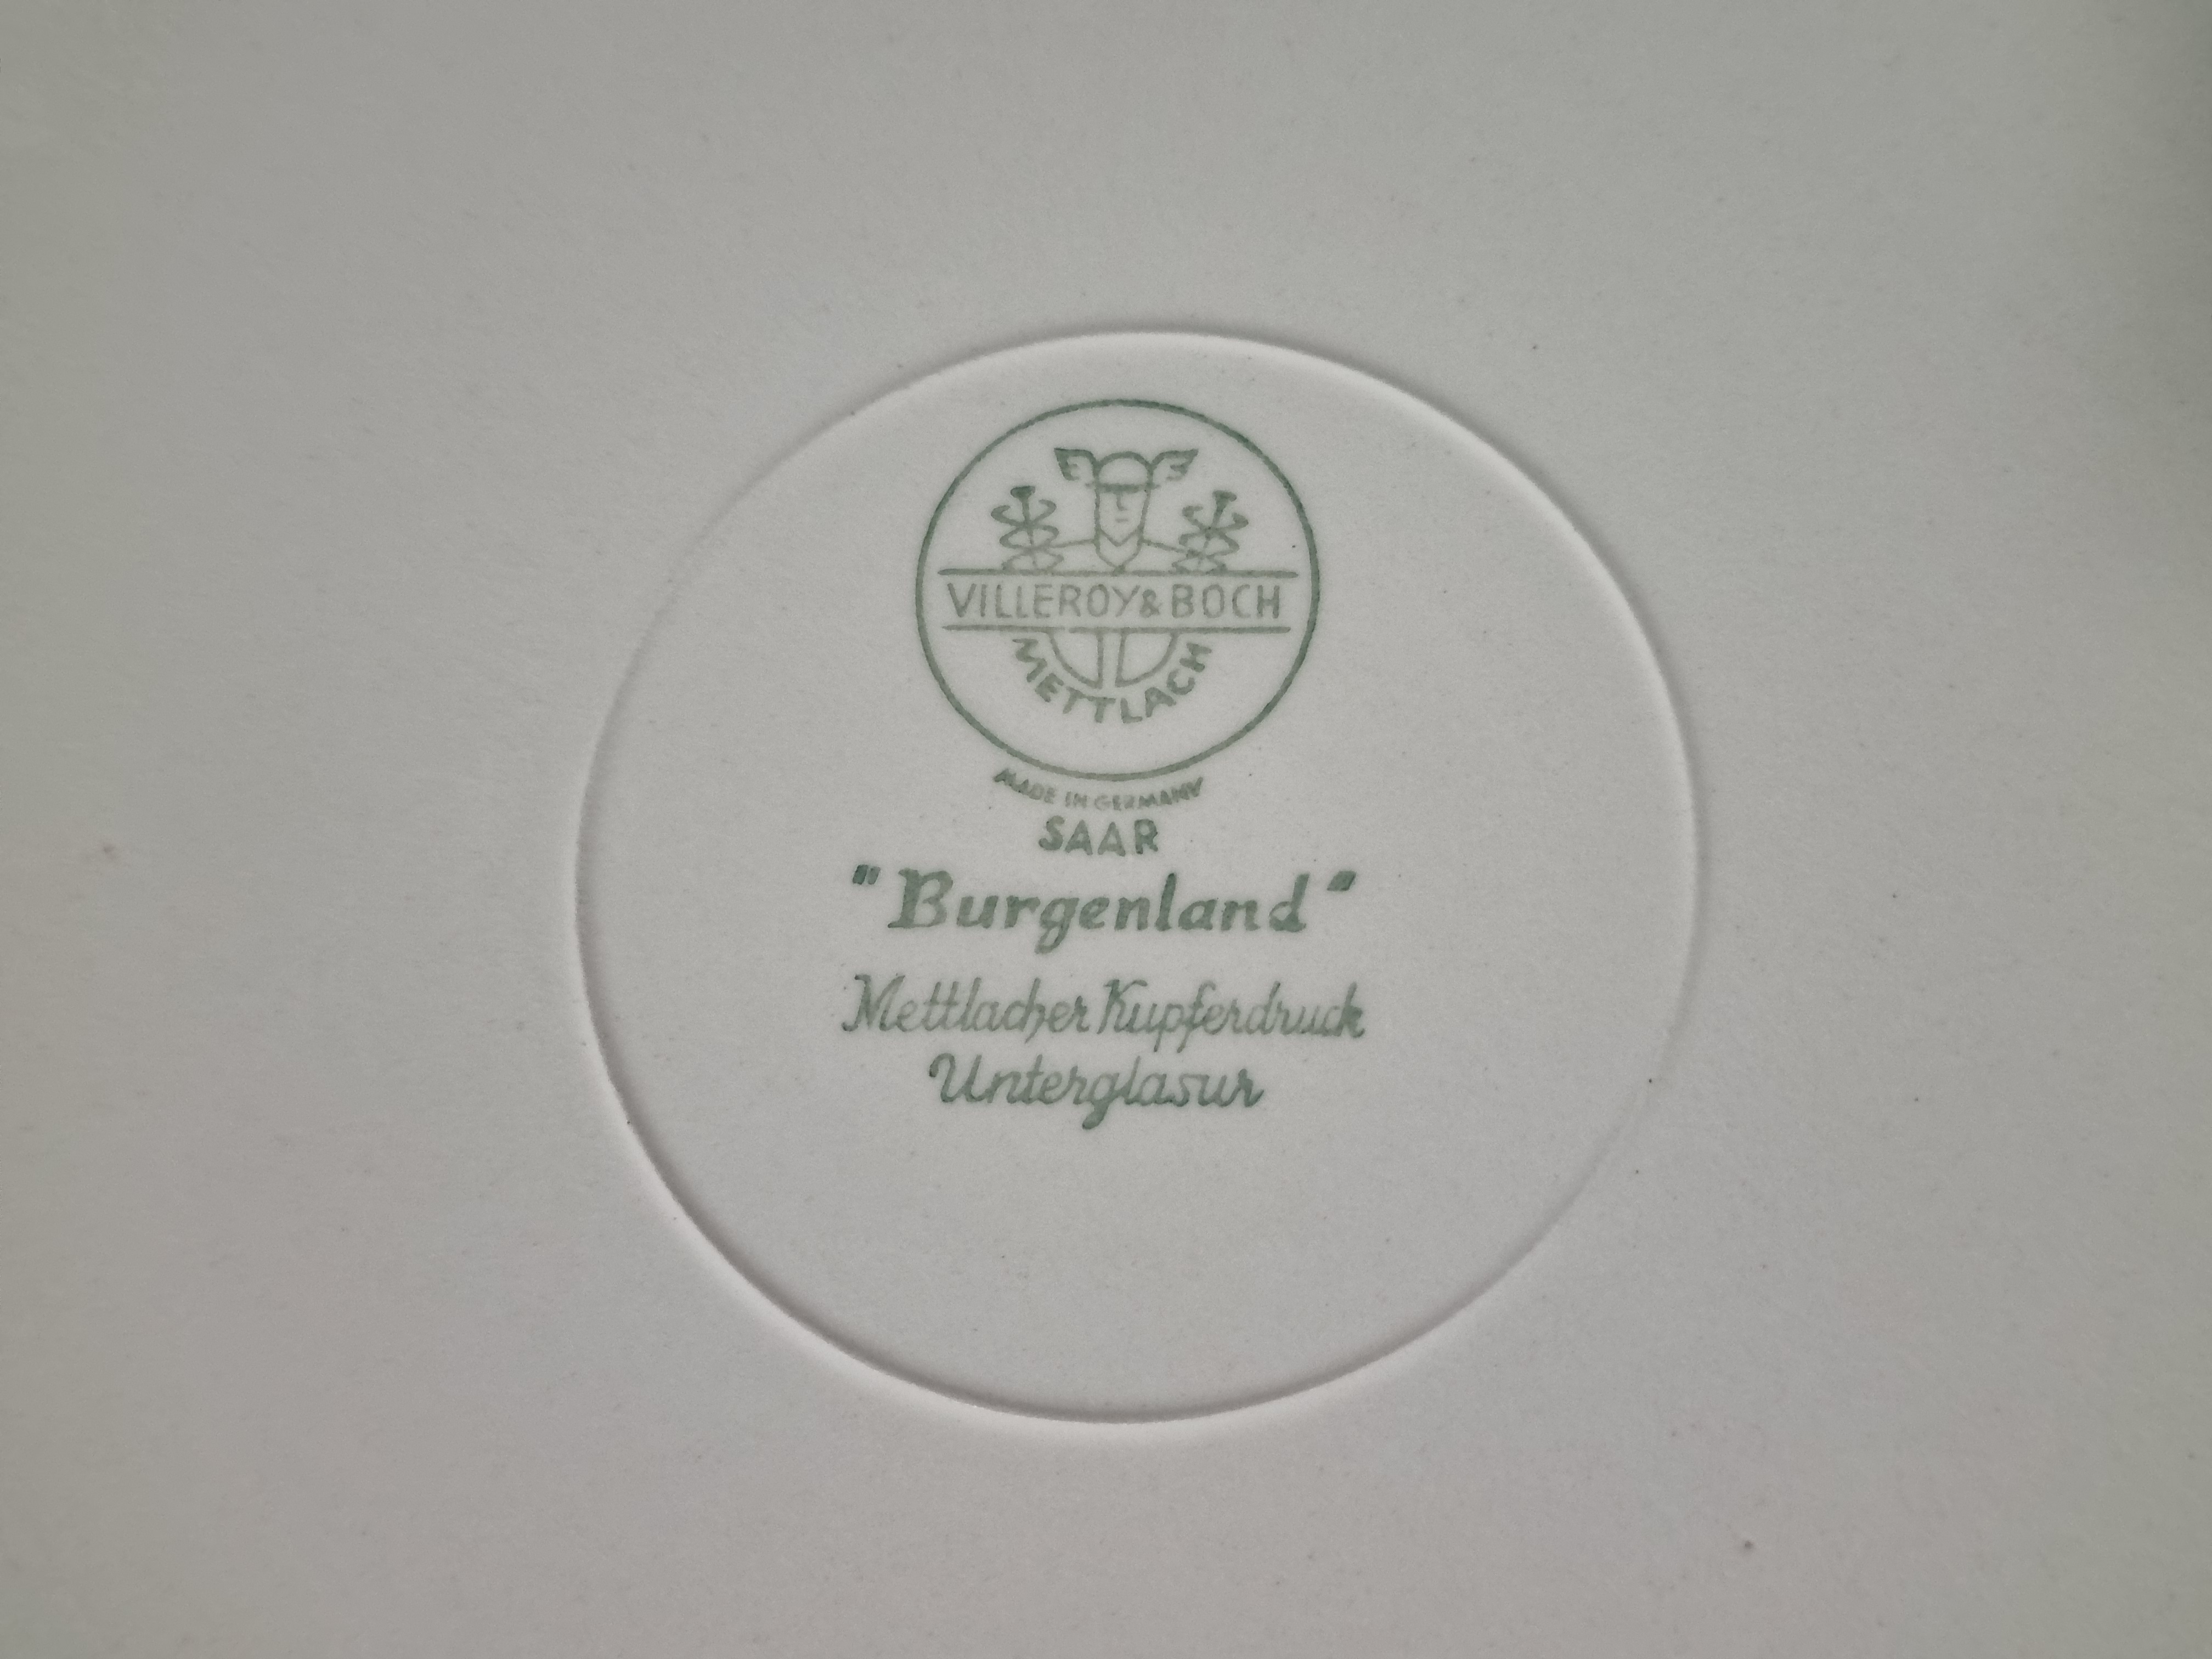 VILLEROY & BOCH
METTLACH
MADE IN GERMANY
SAAR
"Burgenland"
Mettlacher Kupferdruck
Unterglasur